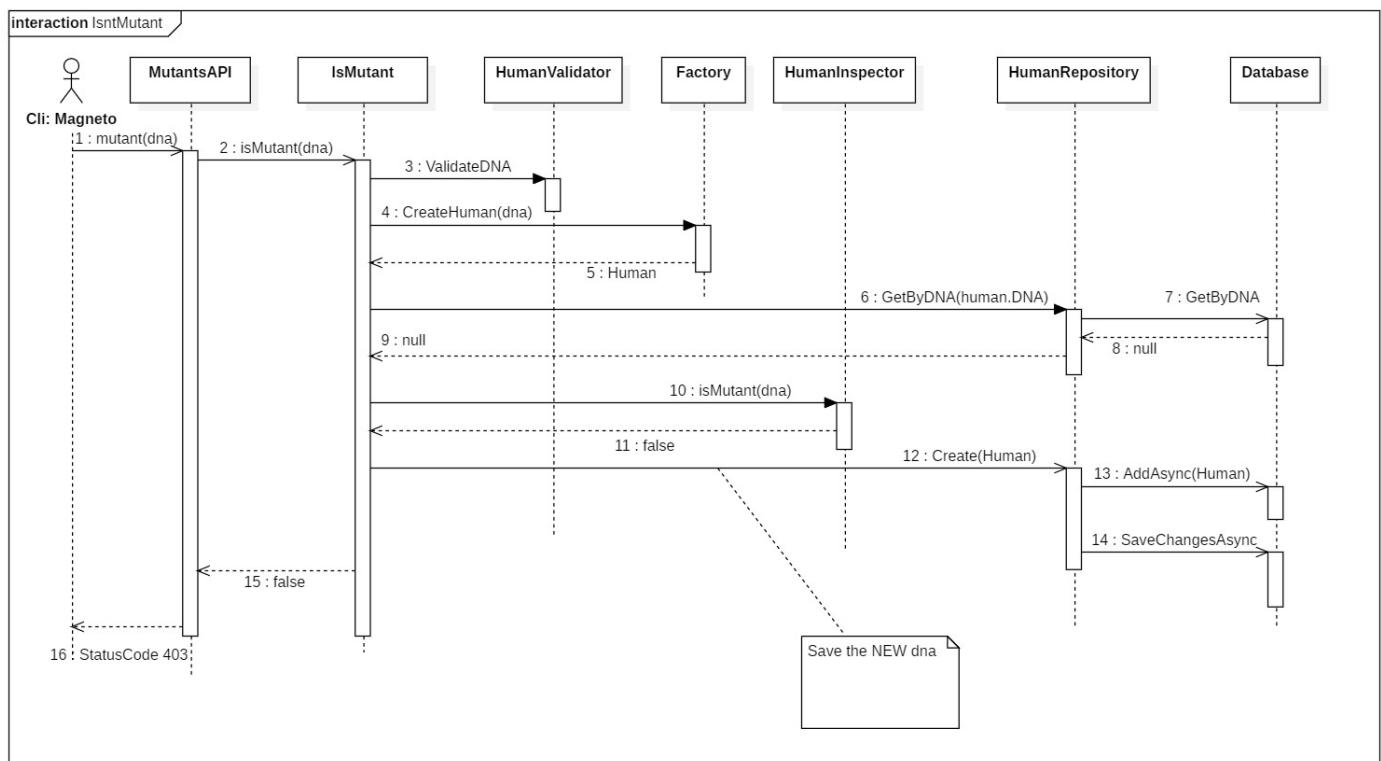 interaction IsntMutant
MutantsAPI
IsMutant
HumanValidator
Factory
HumanInspector
HumanRepository
Database
Cli: Magneto
1 : mutant(dna)
2 : isMutant(dna)
3 : ValidateDNA
4 : CreateHuman(dna)
5 : Human
6 : GetByDNA(human.DNA)
7 : GetByDNA
8 : null
9 : null
10 : isMutant(dna)
11 : false
12 : Create(Human)
13 : AddAsync(Human)
14 : SaveChangesAsync
15 : false
16 : StatusCode 403
Save the NEW dna